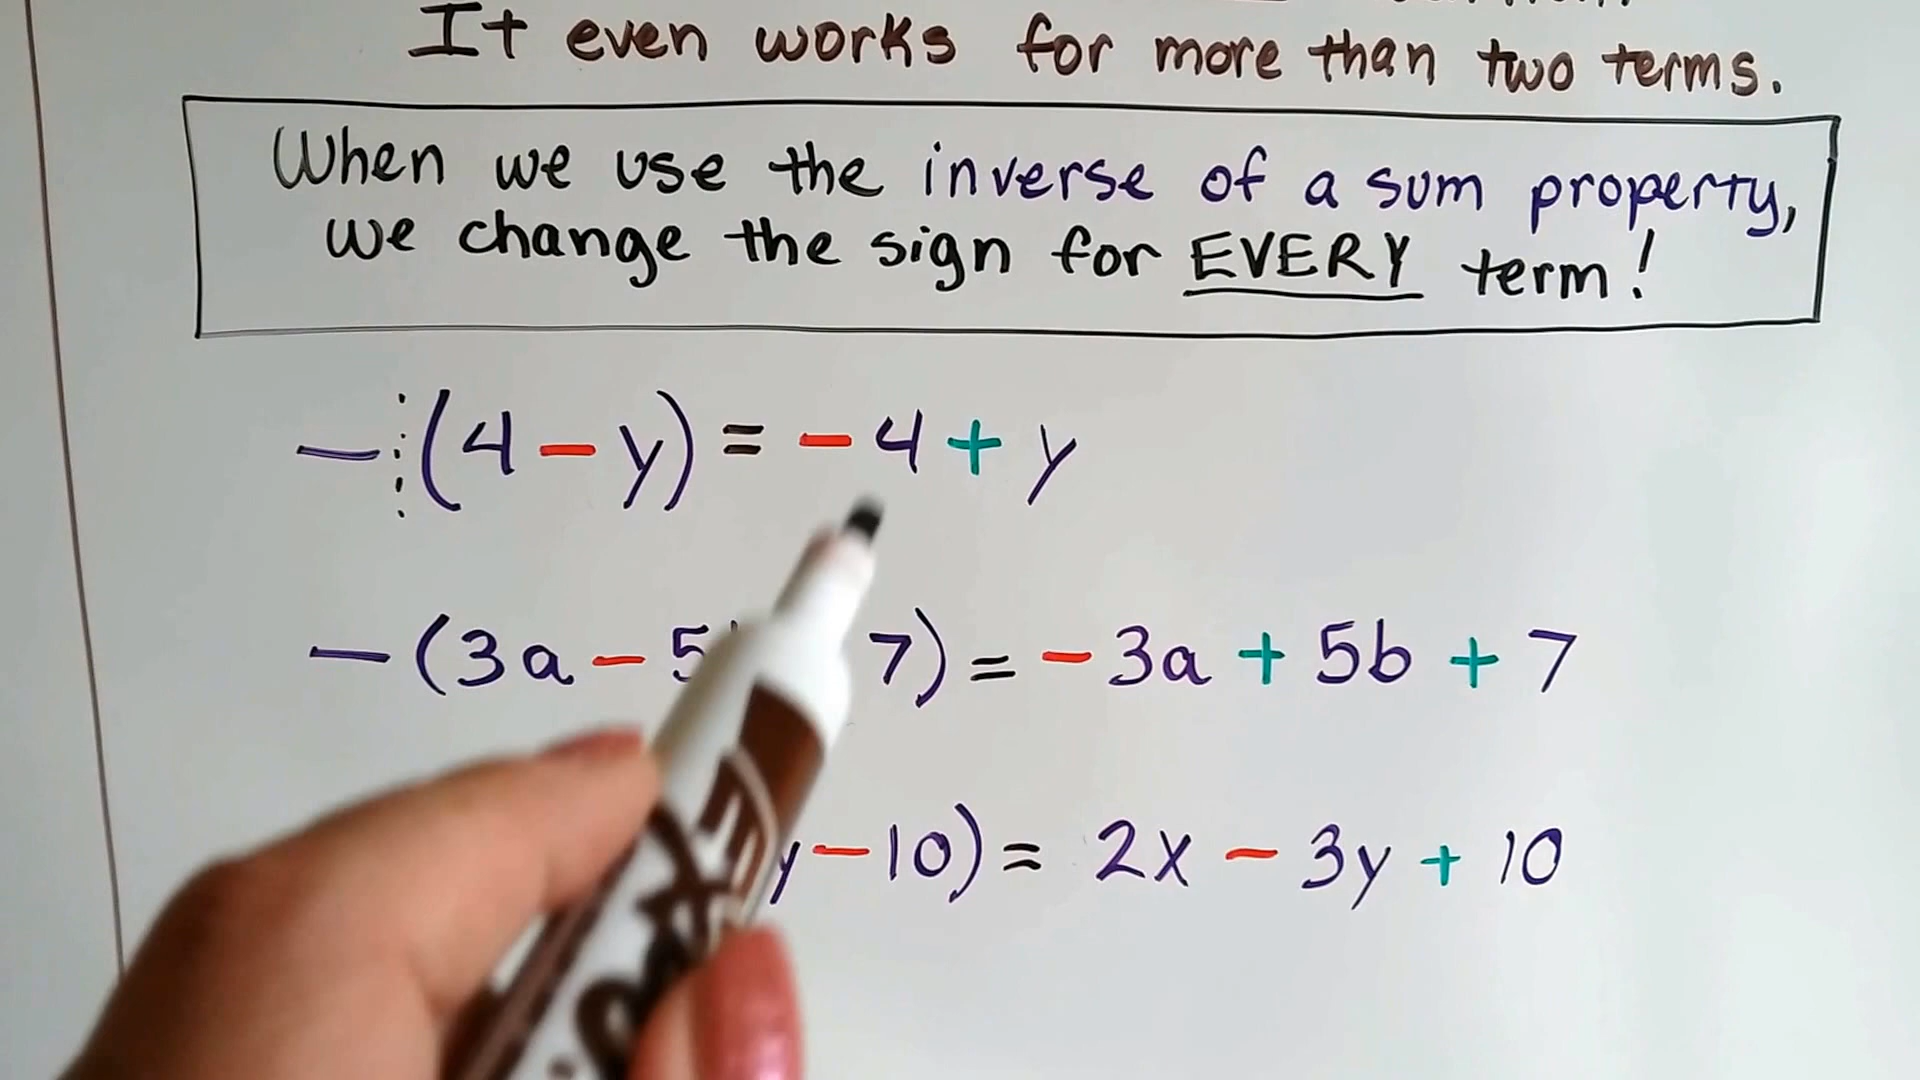 It even works for more than two terms.
When we use the inverse of a sum property,
we change the sign for EVERY term!
-(4-y) = -4+y
-(3a-5 7) = -3a+5b+7
y-10) = 2x-3y+10